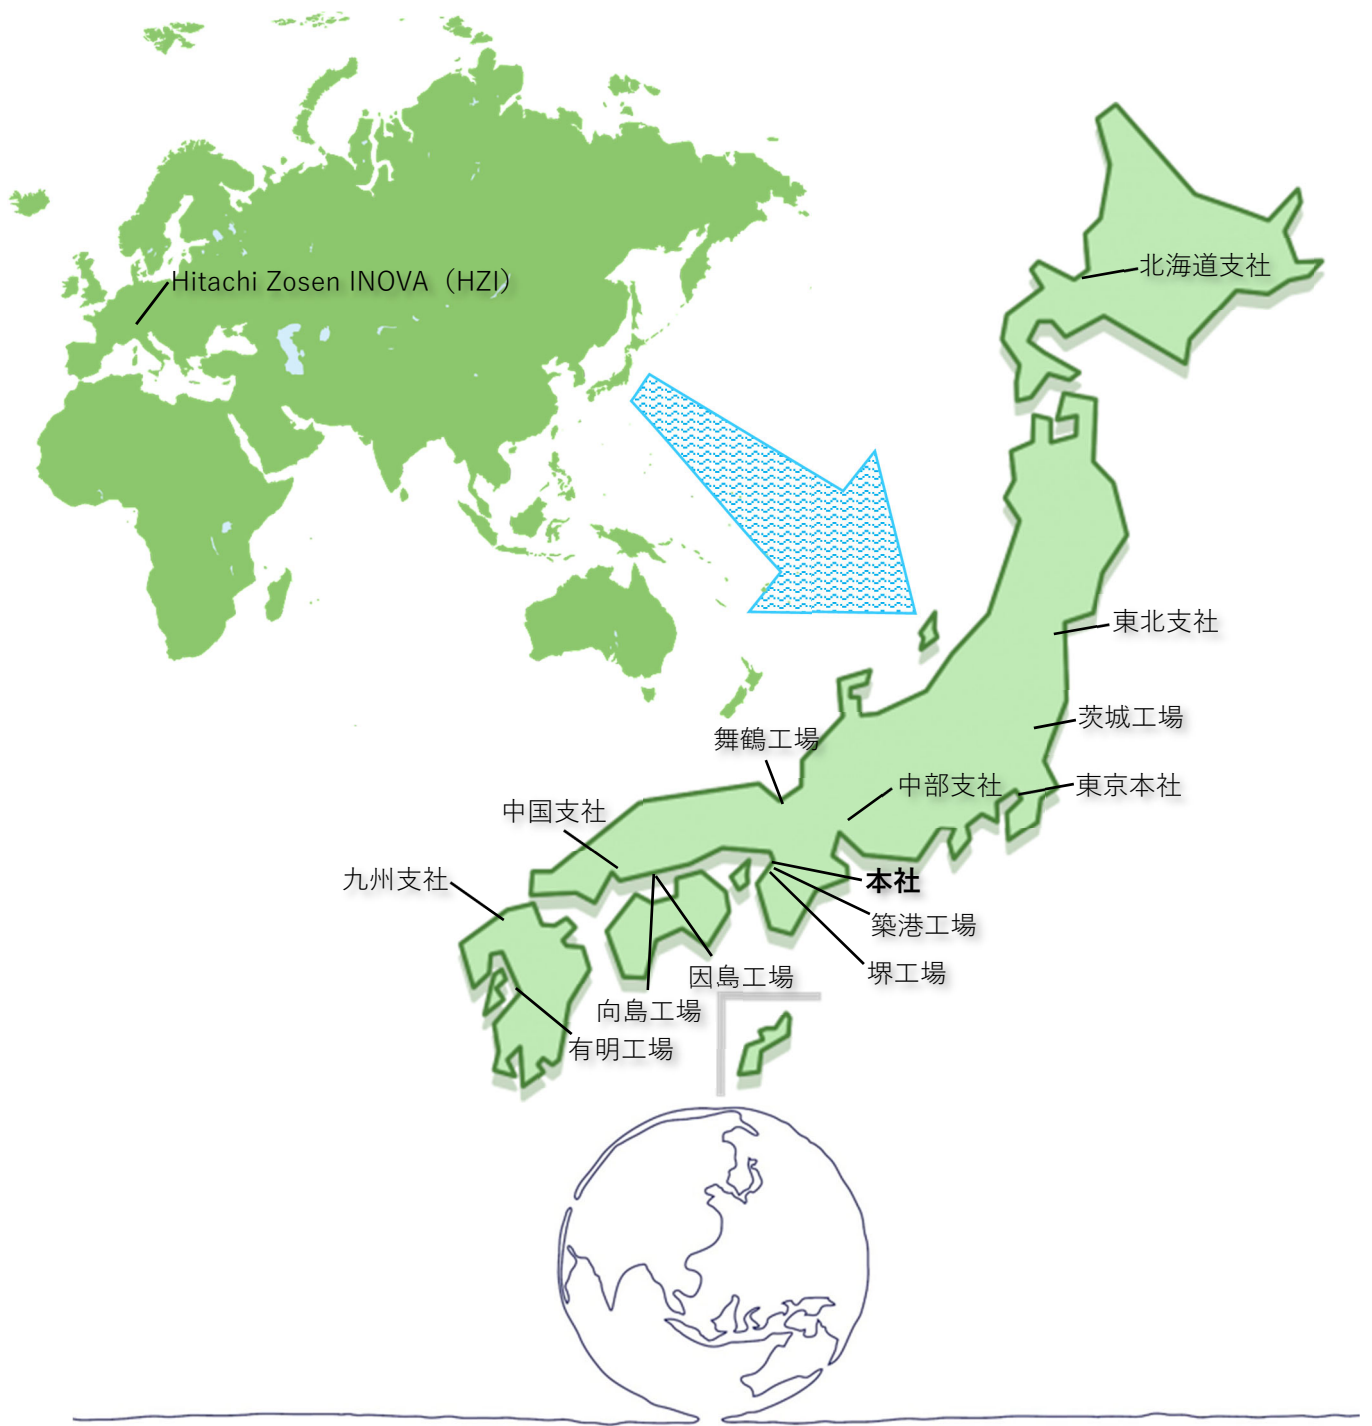 Hitachi Zosen INOVA（HZI）
北海道支社
東北支社
茨城工場
舞鶴工場
中部支社
東京本社
中国支社
九州支社
本社
築港工場
堺工場
因島工場
向島工場
有明工場